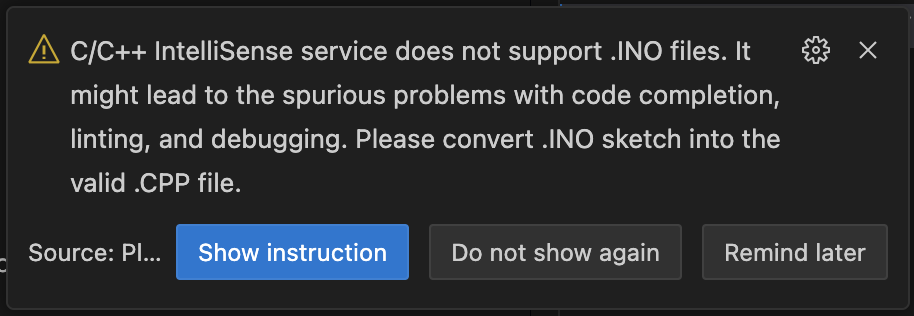 C/C++ IntelliSense service does not support .INO files. It
might lead to the spurious problems with code completion,
linting, and debugging. Please convert .INO sketch into the
valid .CPP file.
Source: Pl... Show instruction Do not show again Remind later